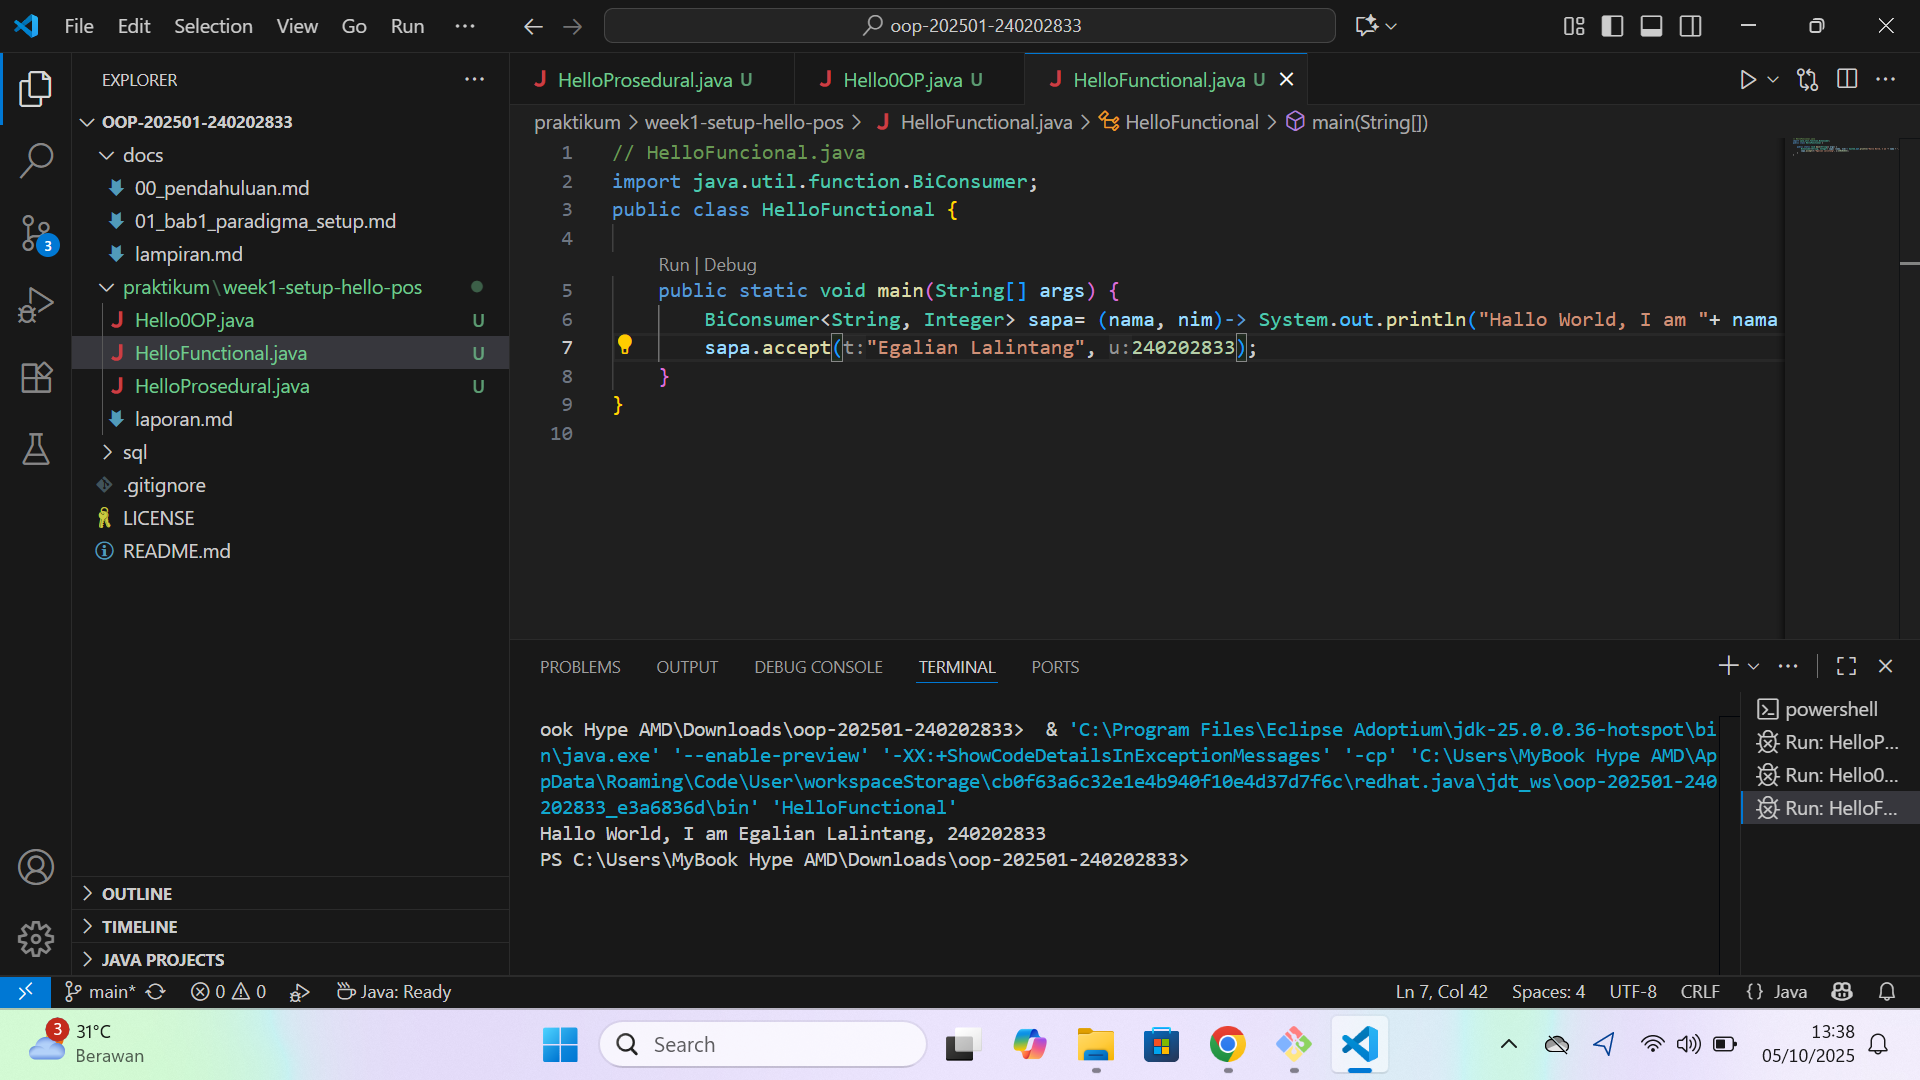 File Edit Selection View Go Run ···
oop-202501-240202833
EXPLORER
OOP-202501-240202833
docs
00_pendahuluan.md
01_bab1_paradigma_setup.md
lampiran.md
praktikum\week1-setup-hello-pos
Hello0OP.java U
HelloFunctional.java U
HelloProsedural.java U
laporan.md
sql
.gitignore
LICENSE
README.md
OUTLINE
TIMELINE
JAVA PROJECTS
3
HelloProsedural.java U
Hello0OP.java U
HelloFunctional.java U
praktikum > week1-setup-hello-pos > HelloFunctional.java > HelloFunctional > main(String[])
1 // HelloFuncional.java
2 import java.util.function.BiConsumer;
3 public class HelloFunctional {
4
Run | Debug
5 public static void main(String[] args) {
6 BiConsumer<String, Integer> sapa= (nama, nim)-> System.out.println("Hallo World, I am "+ nama
7 sapa.accept(t:"Egalian Lalintang", u:240202833);
8 }
9 }
10
PROBLEMS OUTPUT DEBUG CONSOLE TERMINAL PORTS
ook Hype AMD\Downloads\oop-202501-240202833> & 'C:\Program Files\Eclipse Adoptium\jdk-25.0.0.36-hotspot\bi
n\java.exe' '--enable-preview' '-XX:+ShowCodeDetailsInExceptionMessages' '-cp' 'C:\Users\MyBook Hype AMD\Ap
pData\Roaming\Code\User\workspaceStorage\cb0f63a6c32e1e4b940f10e4d37d7f6c\redhat.java\jdt_ws\oop-202501-240
202833_e3a6836d\bin' 'HelloFunctional'
Hallo World, I am Egalian Lalintang, 240202833
PS C:\Users\MyBook Hype AMD\Downloads\oop-202501-240202833>
powershell
Run: HelloP...
Run: Hello0...
Run: HelloF...
main* 0 0 Java: Ready
Ln 7, Col 42 Spaces: 4 UTF-8 CRLF {} Java
3
31°C
Berawan
Search
13:38
05/10/2025